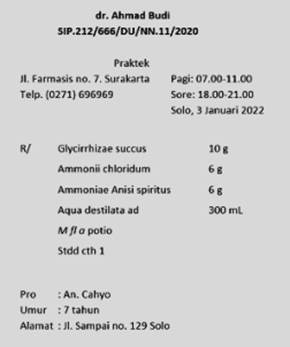 dr. Ahmad Budi
SIP.212/666/DU/NN.11/2020
Praktek
Jl. Farmasis no. 7. Surakarta Pagi: 07.00-11.00
Telp. (0271) 696969 Sore: 18.00-21.00
Solo, 3 Januari 2022
R/ Glycirrhizae succus 10 g
Ammonii chloridum 6 g
Ammoniae Anisi spiritus 6 g
Aqua destilata ad 300 mL
M fl a potio
Stdd cth 1
Pro : An. Cahyo
Umur : 7 tahun
Alamat : Jl. Sampai no. 129 Solo